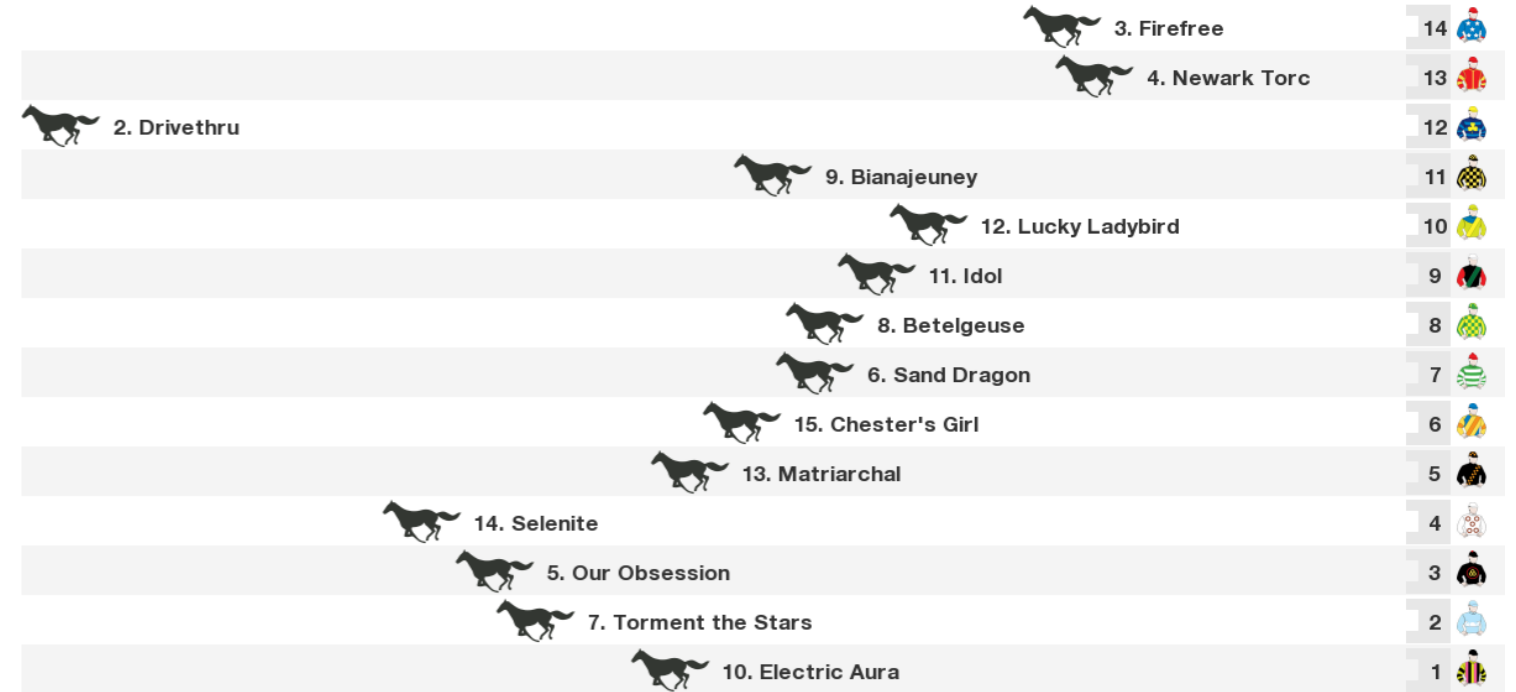 3. Firefree 14
4. Newark Torc 13
2. Drivethru 12
9. Bianajeuney 11
12. Lucky Ladybird 10
11. Idol 9
8. Betelgeuse 8
6. Sand Dragon 7
15. Chester's Girl 6
13. Matriarchal 5
14. Selenite 4
5. Our Obsession 3
7. Torment the Stars 2
10. Electric Aura 1